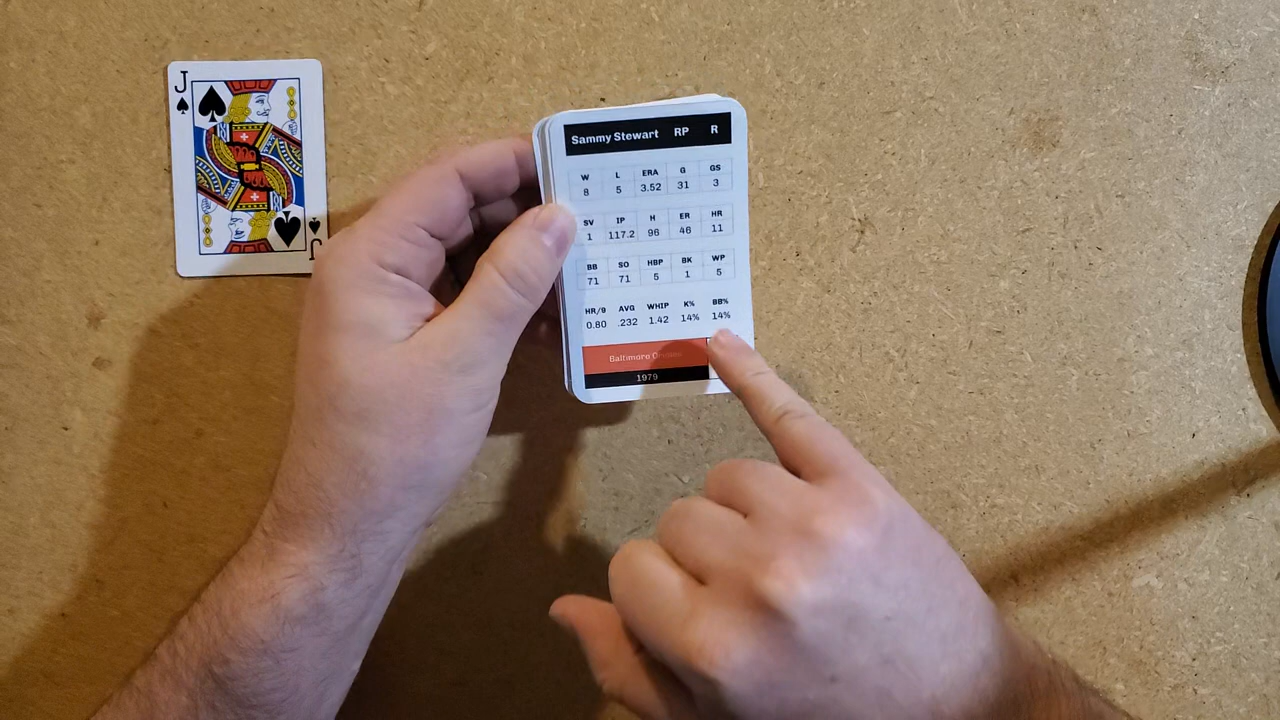 J
Sammy Stewart RP R
W L ERA G GS
8 5 3.52 31 3
SV IP H ER HR
1 117.2 96 46 11
BB SO HBP BK WP
71 71 5 1 5
HR/9 AVG WHIP K% BB%
0.80 .232 1.42 14% 14%
Baltimore Orioles
1979
J